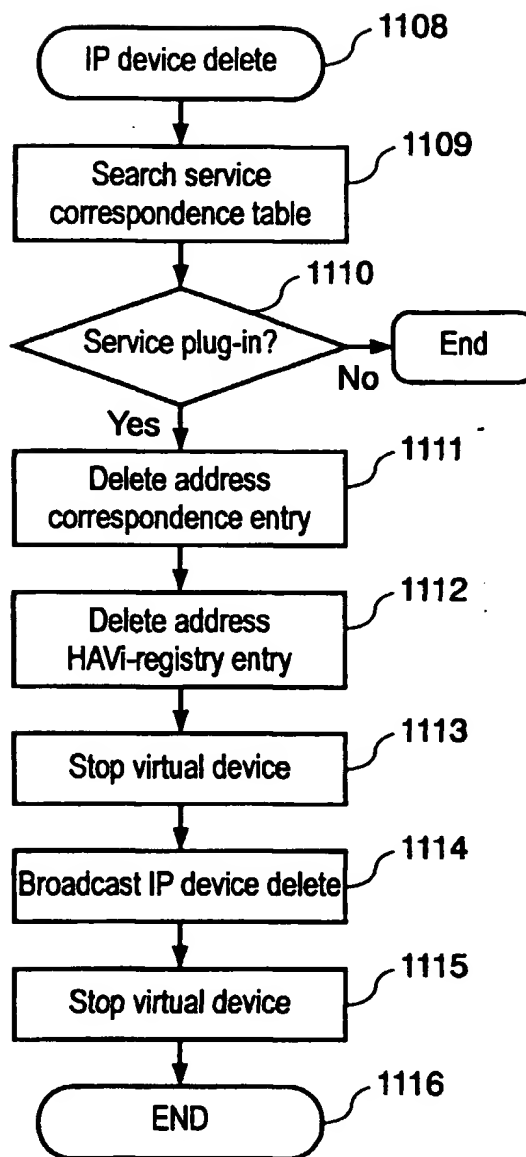 1108
IP device delete
1109
Search service
correspondence table
1110
Service plug-in?
End
No
Yes
1111
Delete address
correspondence entry
1112
Delete address
HAVi-registry entry
1113
Stop virtual device
1114
Broadcast IP device delete
1115
Stop virtual device
1116
END